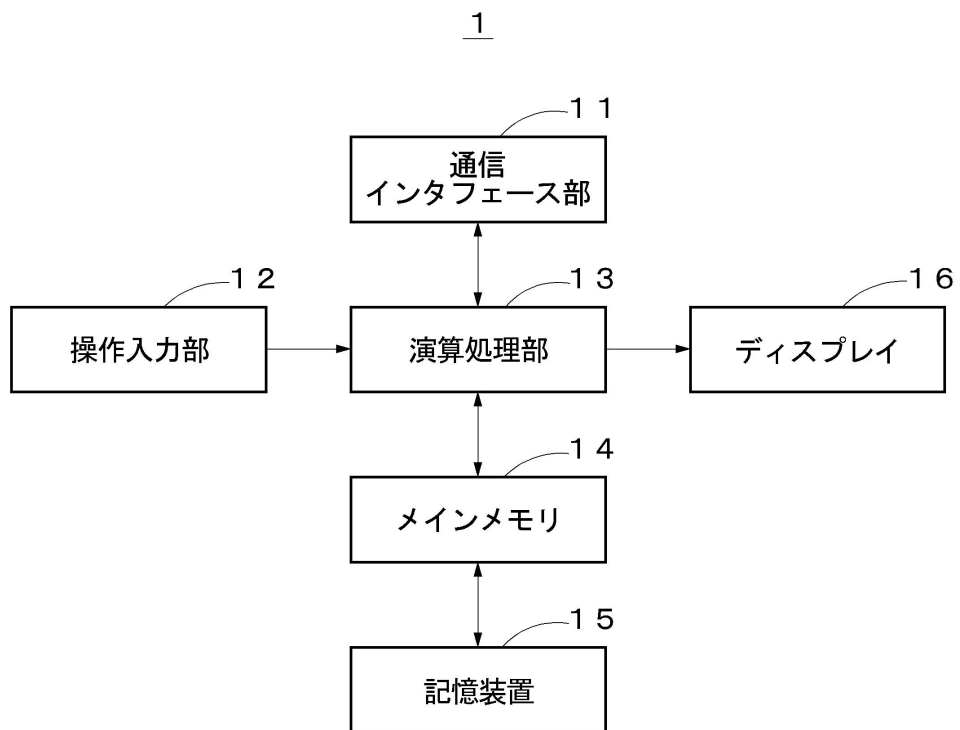 1
11
通信
インタフェース部
12
13
16
操作入力部
演算処理部
ディスプレイ
14
メインメモリ
15
記憶装置